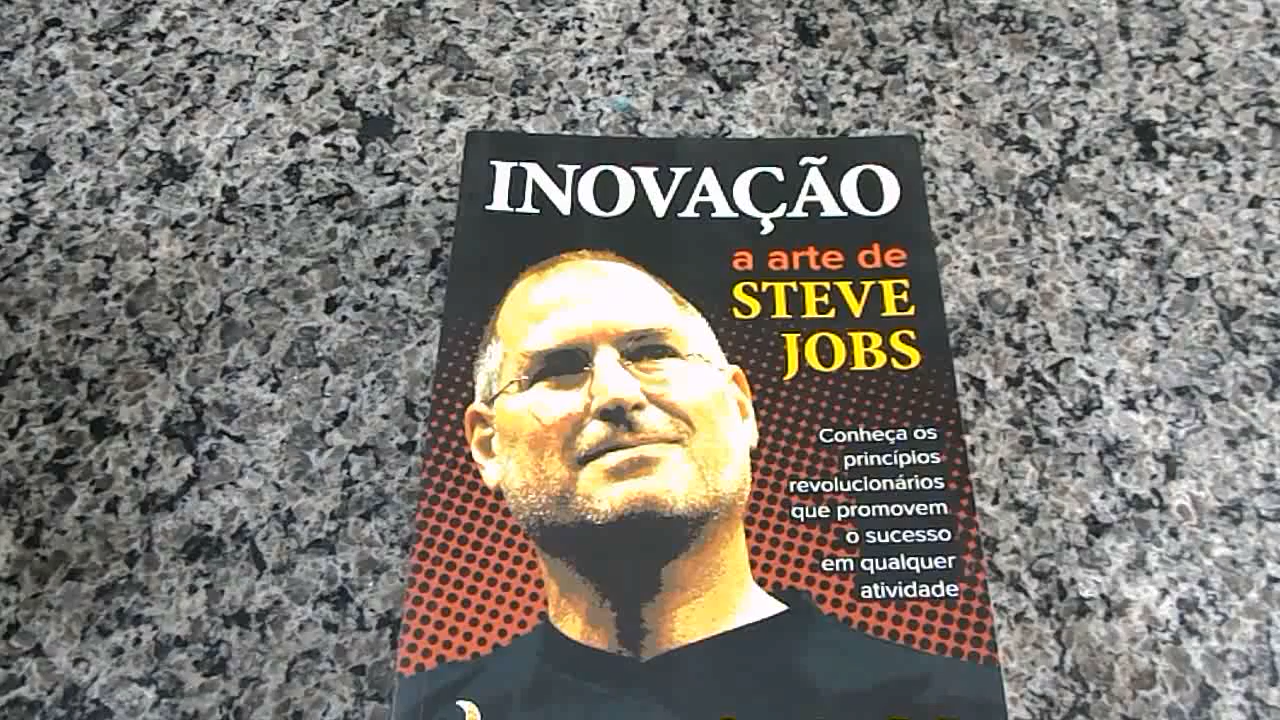 INOVAÇÃO
a arte de
STEVE
JOBS
Conheça os
princípios
revolucionários
que promovem
o sucesso
em qualquer
atividade